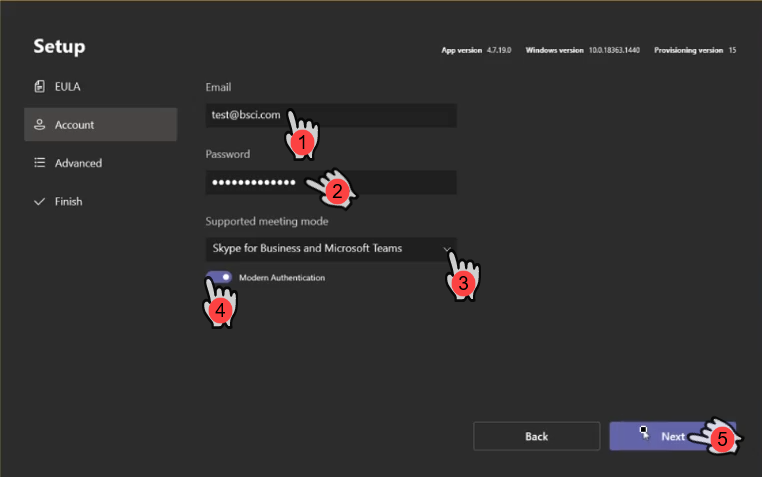 Setup
App version 4.7.19.0 Windows version 10.0.18363.1440 Provisioning version 15
EULA
Account
Advanced
Finish
Email
test@bsci.com
1
Password
•••••••••••••
2
Supported meeting mode
Skype for Business and Microsoft Teams
3
Modern Authentication
4
Back
Next
5